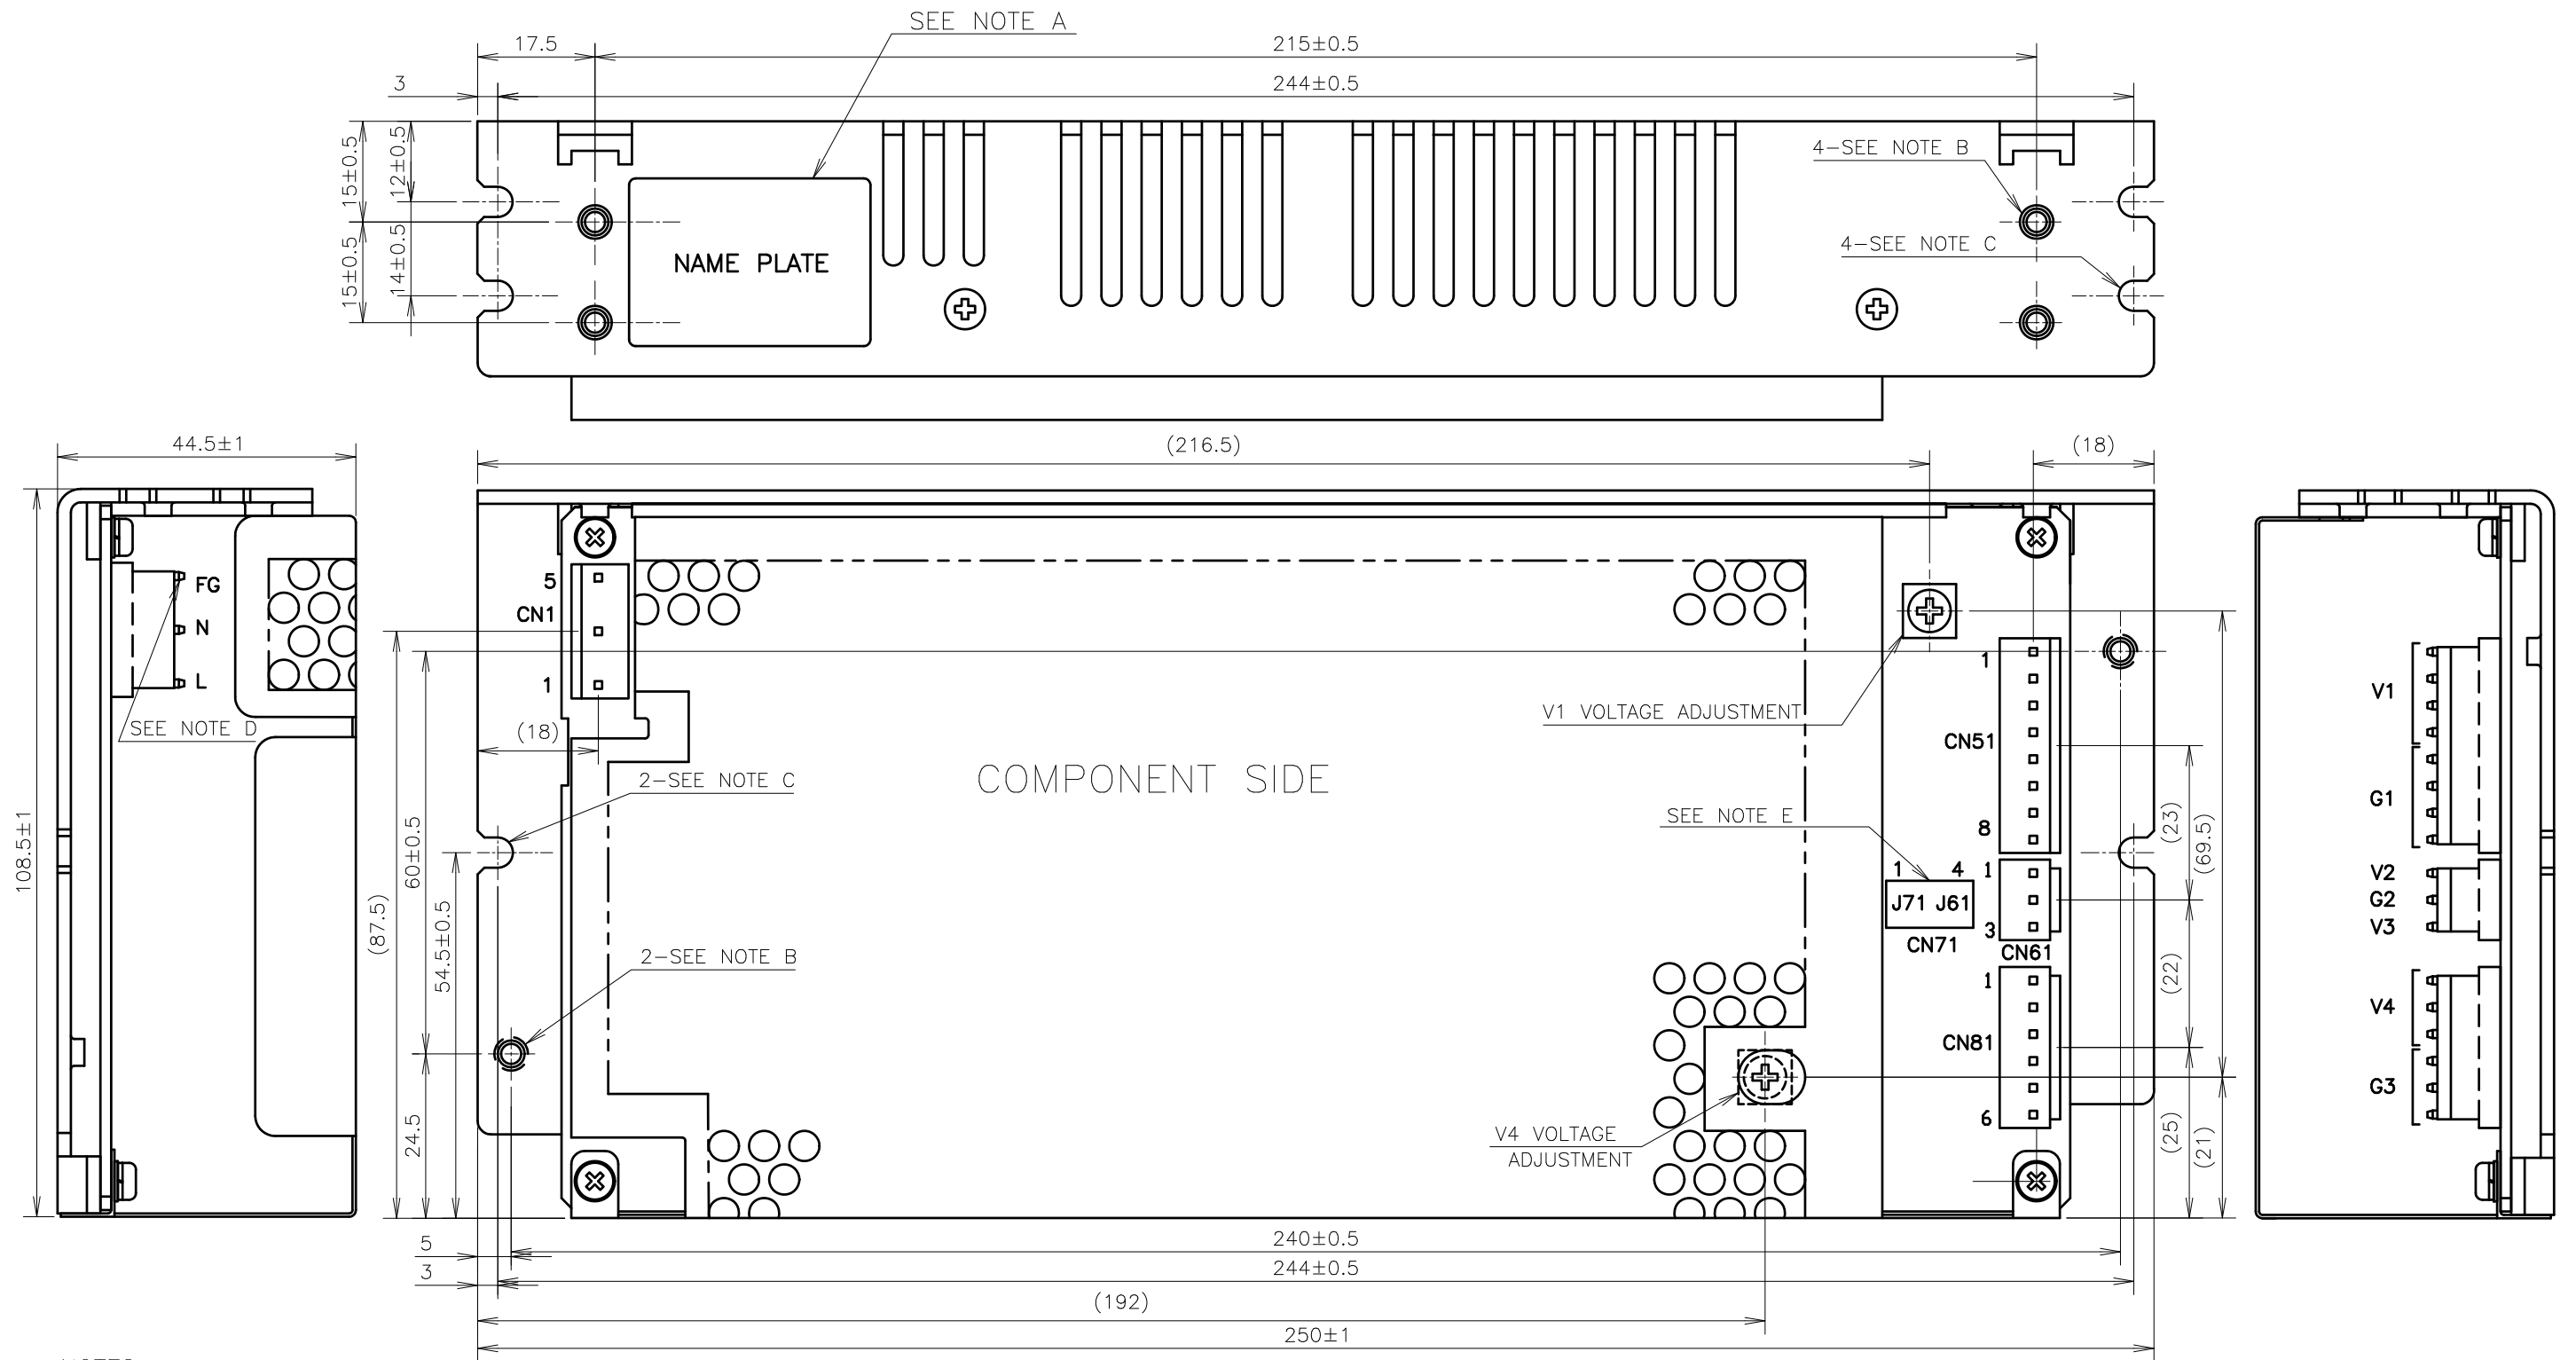 SEE NOTE A
17.5
215±0.5
3
244±0.5
15±0.5
12±0.5
15±0.5
14±0.5
4-SEE NOTE B
4-SEE NOTE C
NAME PLATE
44.5±1
(216.5)
(18)
108.5±1
FG
N
L
SEE NOTE D
5
CN1
1
(18)
2-SEE NOTE C
2-SEE NOTE B
(87.5)
60±0.5
54.5±0.5
24.5
COMPONENT SIDE
V1 VOLTAGE ADJUSTMENT
SEE NOTE E
1
CN51
8
1 4
J71 J61
CN71
1
3
CN61
1
CN81
6
V4 VOLTAGE
ADJUSTMENT
(23)
(69.5)
(22)
(25)
(21)
V1
G1
V2
G2
V3
V4
G3
5
240±0.5
3
244±0.5
(192)
250±1